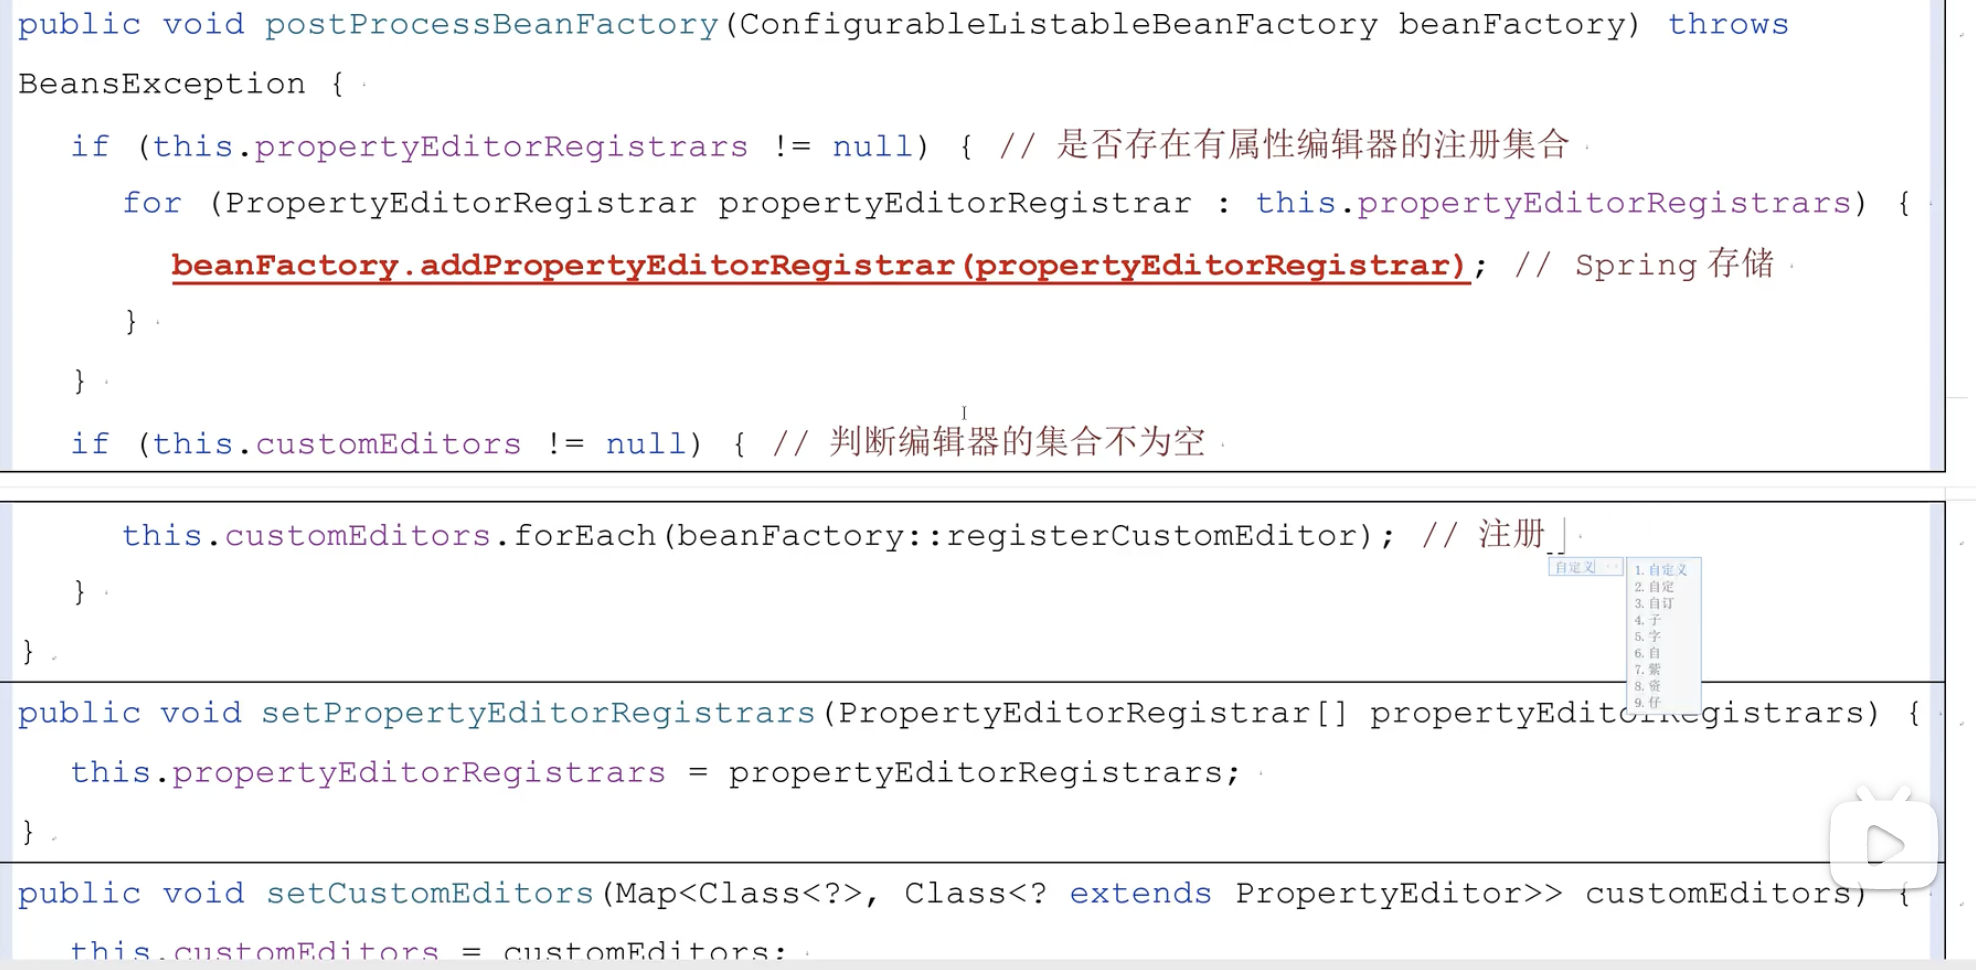 public void postProcessBeanFactory(ConfigurableListableBeanFactory beanFactory) throws
BeansException {
if (this.propertyEditorRegistrars != null) { // 是否存在有属性编辑器的注册集合
for (PropertyEditorRegistrar propertyEditorRegistrar : this.propertyEditorRegistrars) {
beanFactory.addPropertyEditorRegistrar(propertyEditorRegistrar); // Spring 存储
}
}
if (this.customEditors != null) { // 判断编辑器的集合不为空
this.customEditors.forEach(beanFactory::registerCustomEditor); // 注册
自定义
1. 自定义
2. 自定
3. 自订
4. 子
5. 字
6. 自
7. 紫
8. 资
9. 仔
}
}
public void setPropertyEditorRegistrars(PropertyEditorRegistrar[] propertyEditorRegistrars) {
this.propertyEditorRegistrars = propertyEditorRegistrars;
}
public void setCustomEditors(Map<Class<?>, Class<? extends PropertyEditor>> customEditors) {
this.customEditors = customEditors;